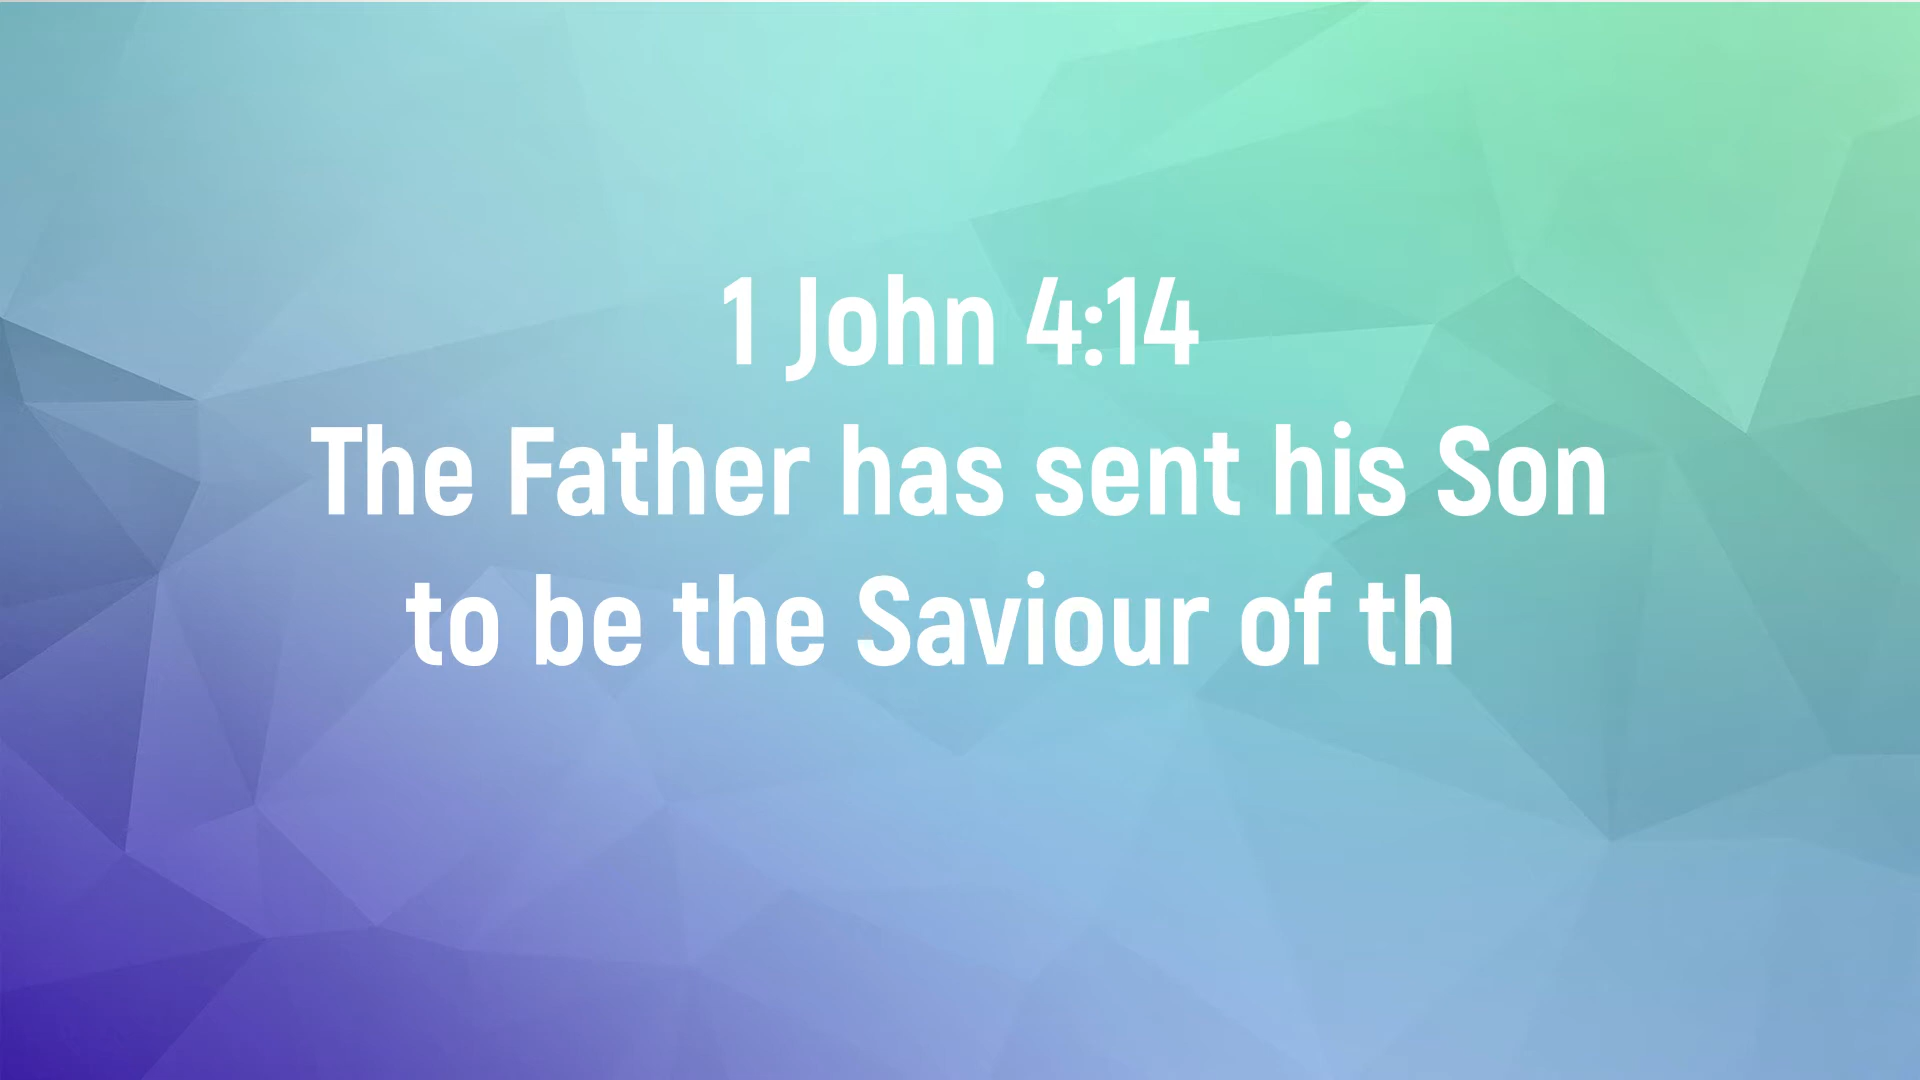 1 John 4:14
The Father has sent his Son
to be the Saviour of th